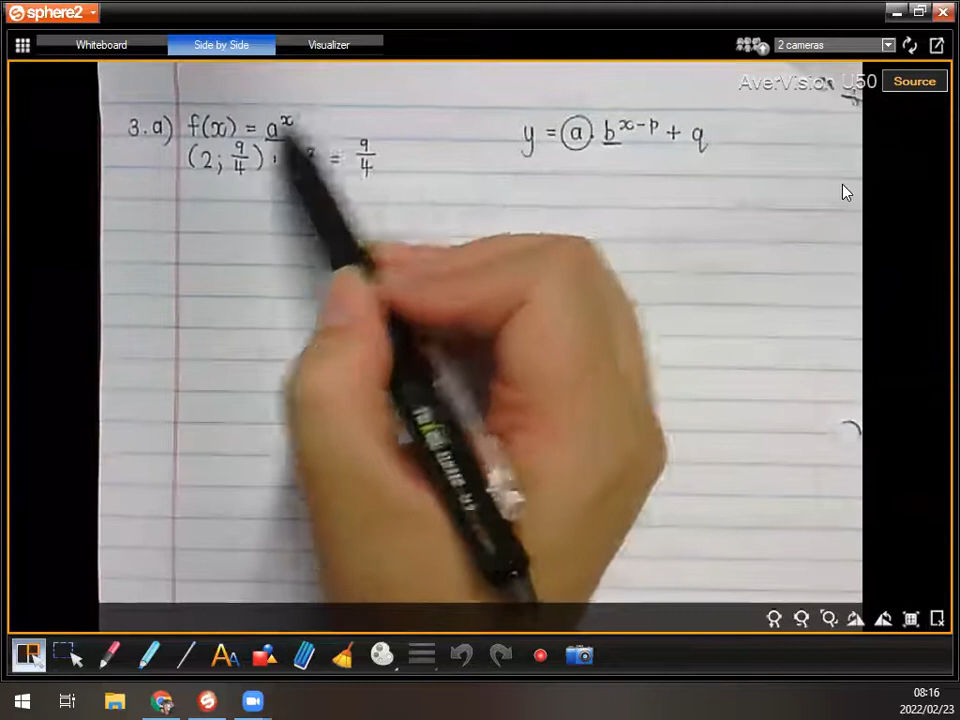 sphere2
Whiteboard Side by Side Visualizer 2 cameras
AverVision U50 Source
3. a) f(x) = a^x
y = a . b^{x-p} + q
(2; 9/4) : = 9/4
08:16
2022/02/23